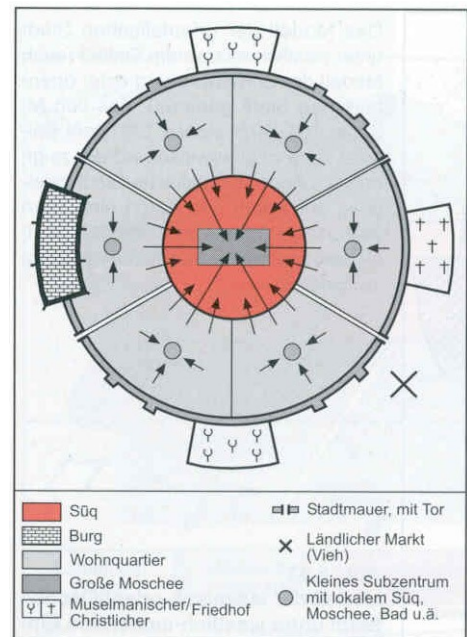 Sūq
Burg
Wohnquartier
Große Moschee
Muselmanischer/
Christlicher
Friedhof
Stadtmauer, mit Tor
Ländlicher Markt
(Vieh)
Kleines Subzentrum
mit lokalem Sūq,
Moschee, Bad u.ä.